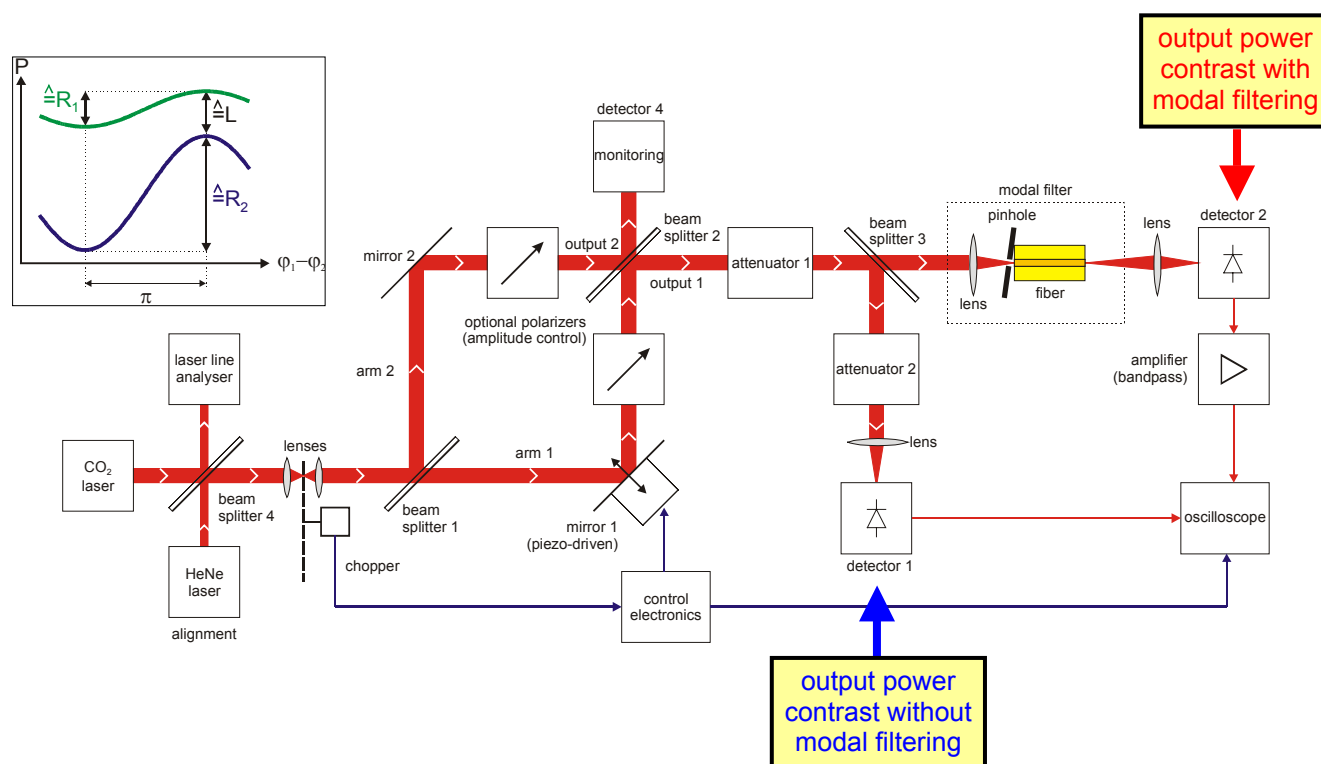 output power
contrast with
modal filtering
P
≙R₁
≙L
≙R₂
φ₁−φ₂
π
detector 4
monitoring
modal filter
pinhole
detector 2
lens
beam
splitter 2
beam
splitter 3
mirror 2
output 2
attenuator 1
output 1
lens
fiber
optional polarizers
(amplitude control)
laser line
analyser
arm 2
attenuator 2
amplifier
(bandpass)
lens
CO₂
laser
lenses
arm 1
beam
splitter 4
beam
splitter 1
mirror 1
(piezo-driven)
oscilloscope
chopper
detector 1
HeNe
laser
control
electronics
alignment
output power
contrast without
modal filtering